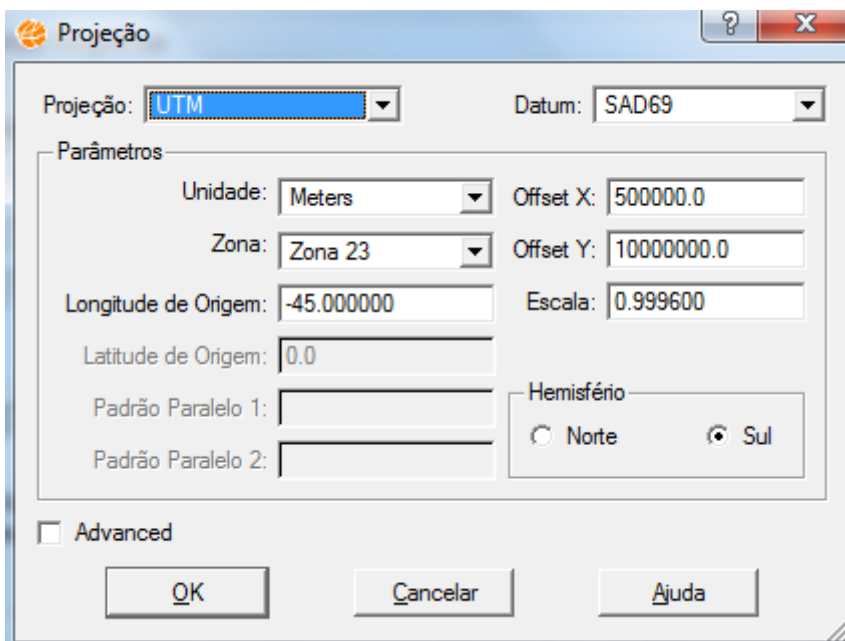 Projeção
Projeção: UTM Datum: SAD69
Parâmetros
Unidade: Meters Offset X: 500000.0
Zona: Zona 23 Offset Y: 10000000.0
Longitude de Origem: -45.000000 Escala: 0.999600
Latitude de Origem: 0.0
Hemisfério
Padrão Paralelo 1:
Norte Sul
Padrão Paralelo 2:
Advanced
OK Cancelar Ajuda